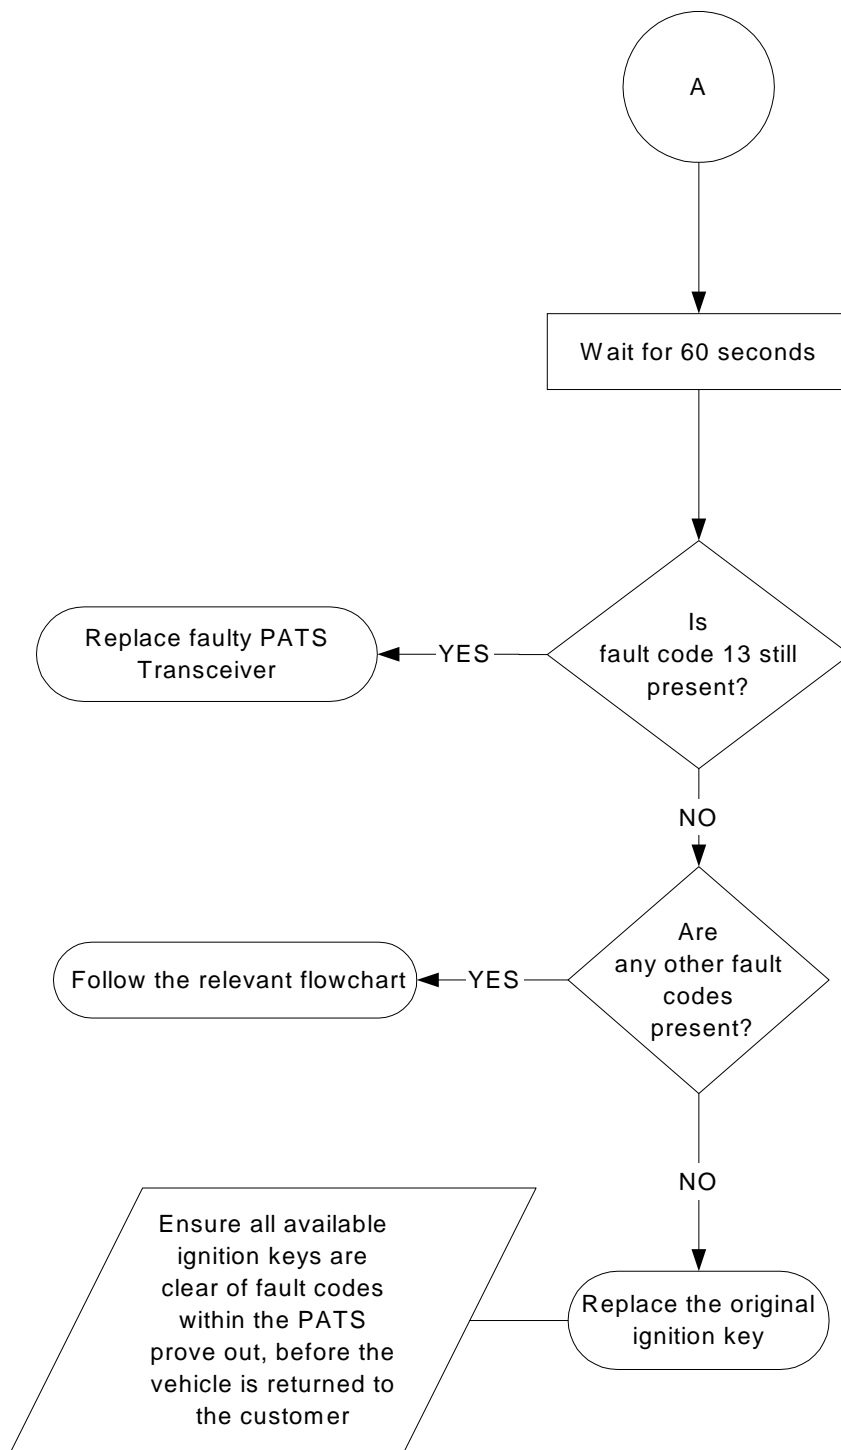 A
Wait for 60 seconds
Is
fault code 13 still
present?
YES
Replace faulty PATS
Transceiver
NO
Are
any other fault
codes
present?
YES
Follow the relevant flowchart
NO
Replace the original
ignition key
Ensure all available
ignition keys are
clear of fault codes
within the PATS
prove out, before the
vehicle is returned to
the customer